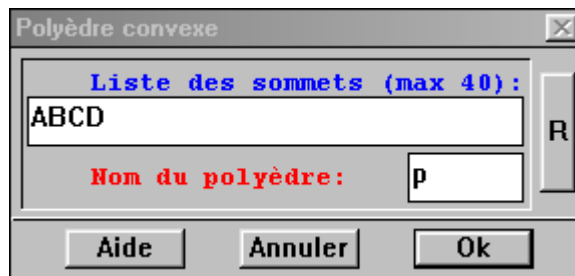 Polyèdre convexe
Liste des sommets (max 40):
ABCD
R
Nom du polyèdre:
p
Aide
Annuler
Ok